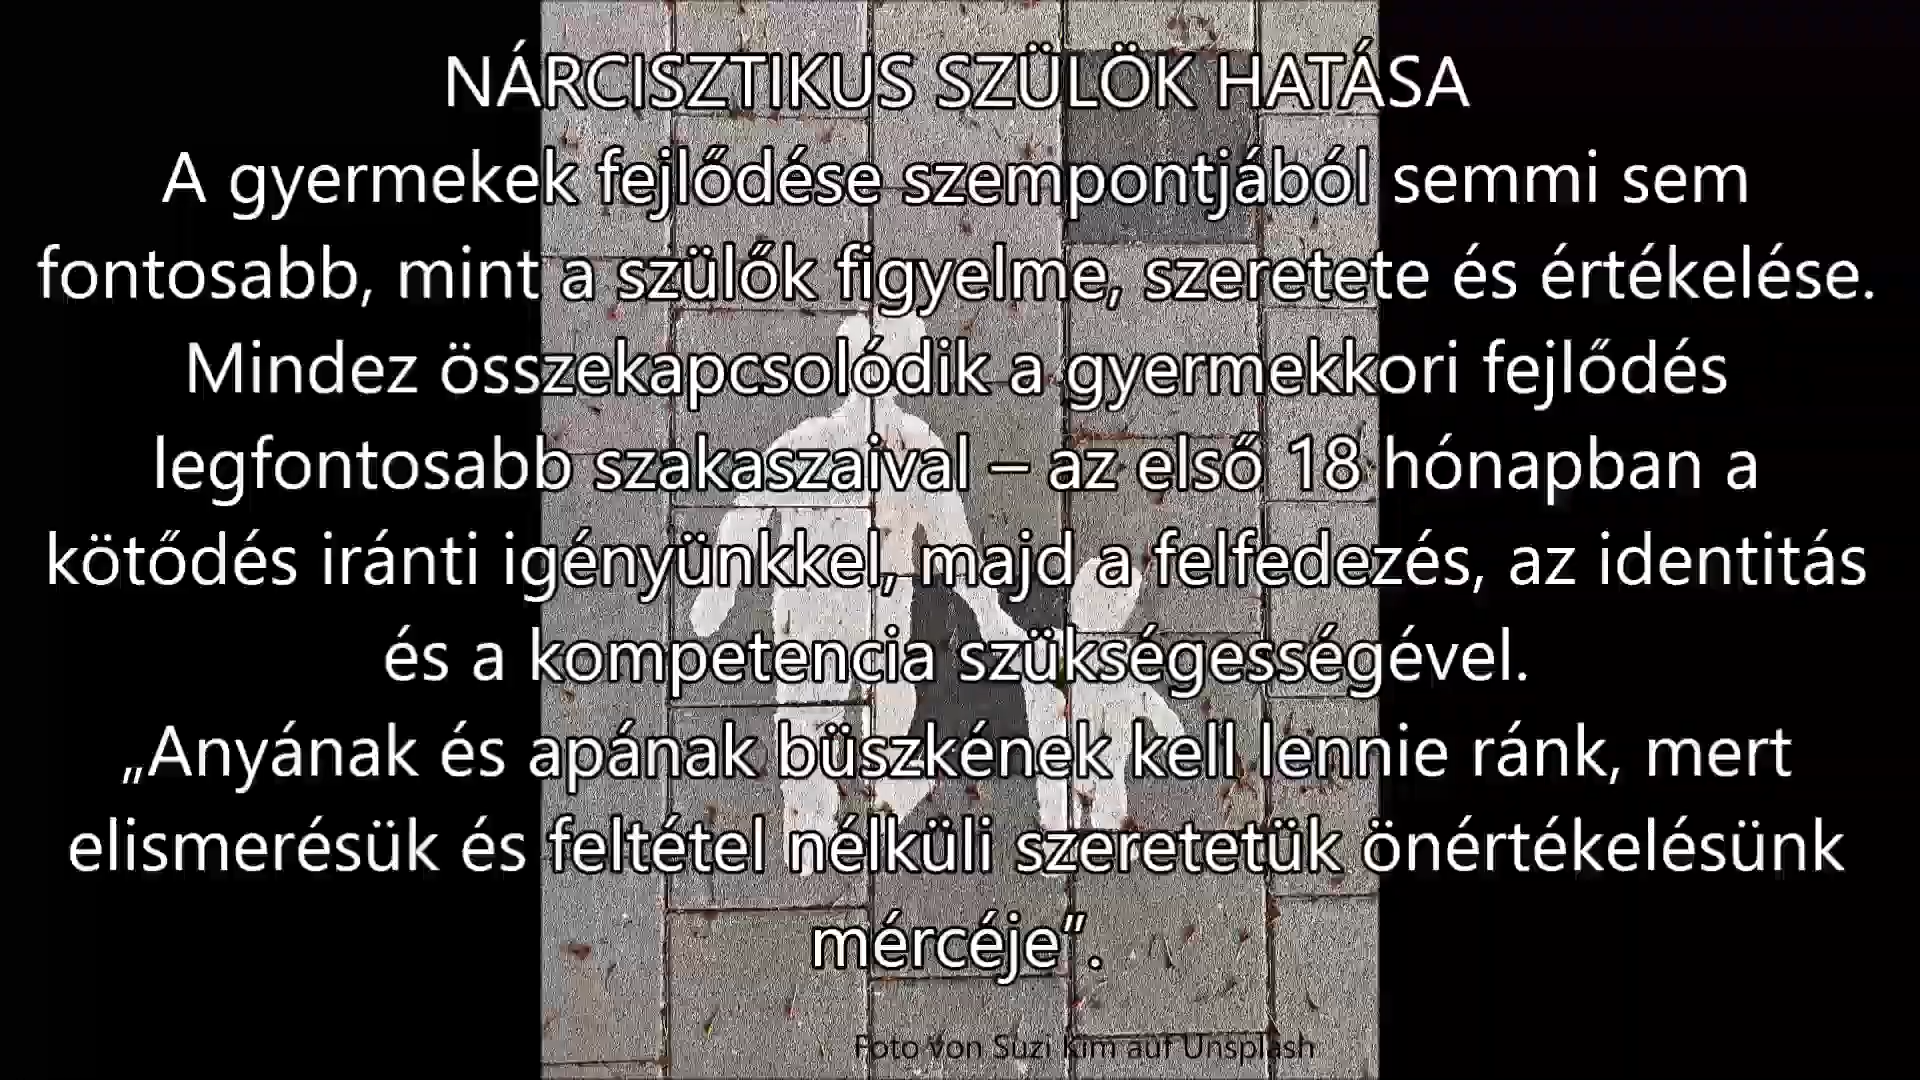 NÁRCISZTIKUS SZÜLÖK HATÁSA
A gyermekek fejlődése szempontjából semmi sem
fontosabb, mint a szülők figyelme, szeretete és értékelése.
Mindez összekapcsolódik a gyermekkori fejlődés
legfontosabb szakaszaival – az első 18 hónapban a
kötődés iránti igényünkkel, majd a felfedezés, az identitás
és a kompetencia szükségességével.
„Anyának és apának büszkének kell lennie ránk, mert
elismerésük és feltétel nélküli szeretetük önértékelésünk
mércéje”.
Foto von Suzi Kim auf Unsplash